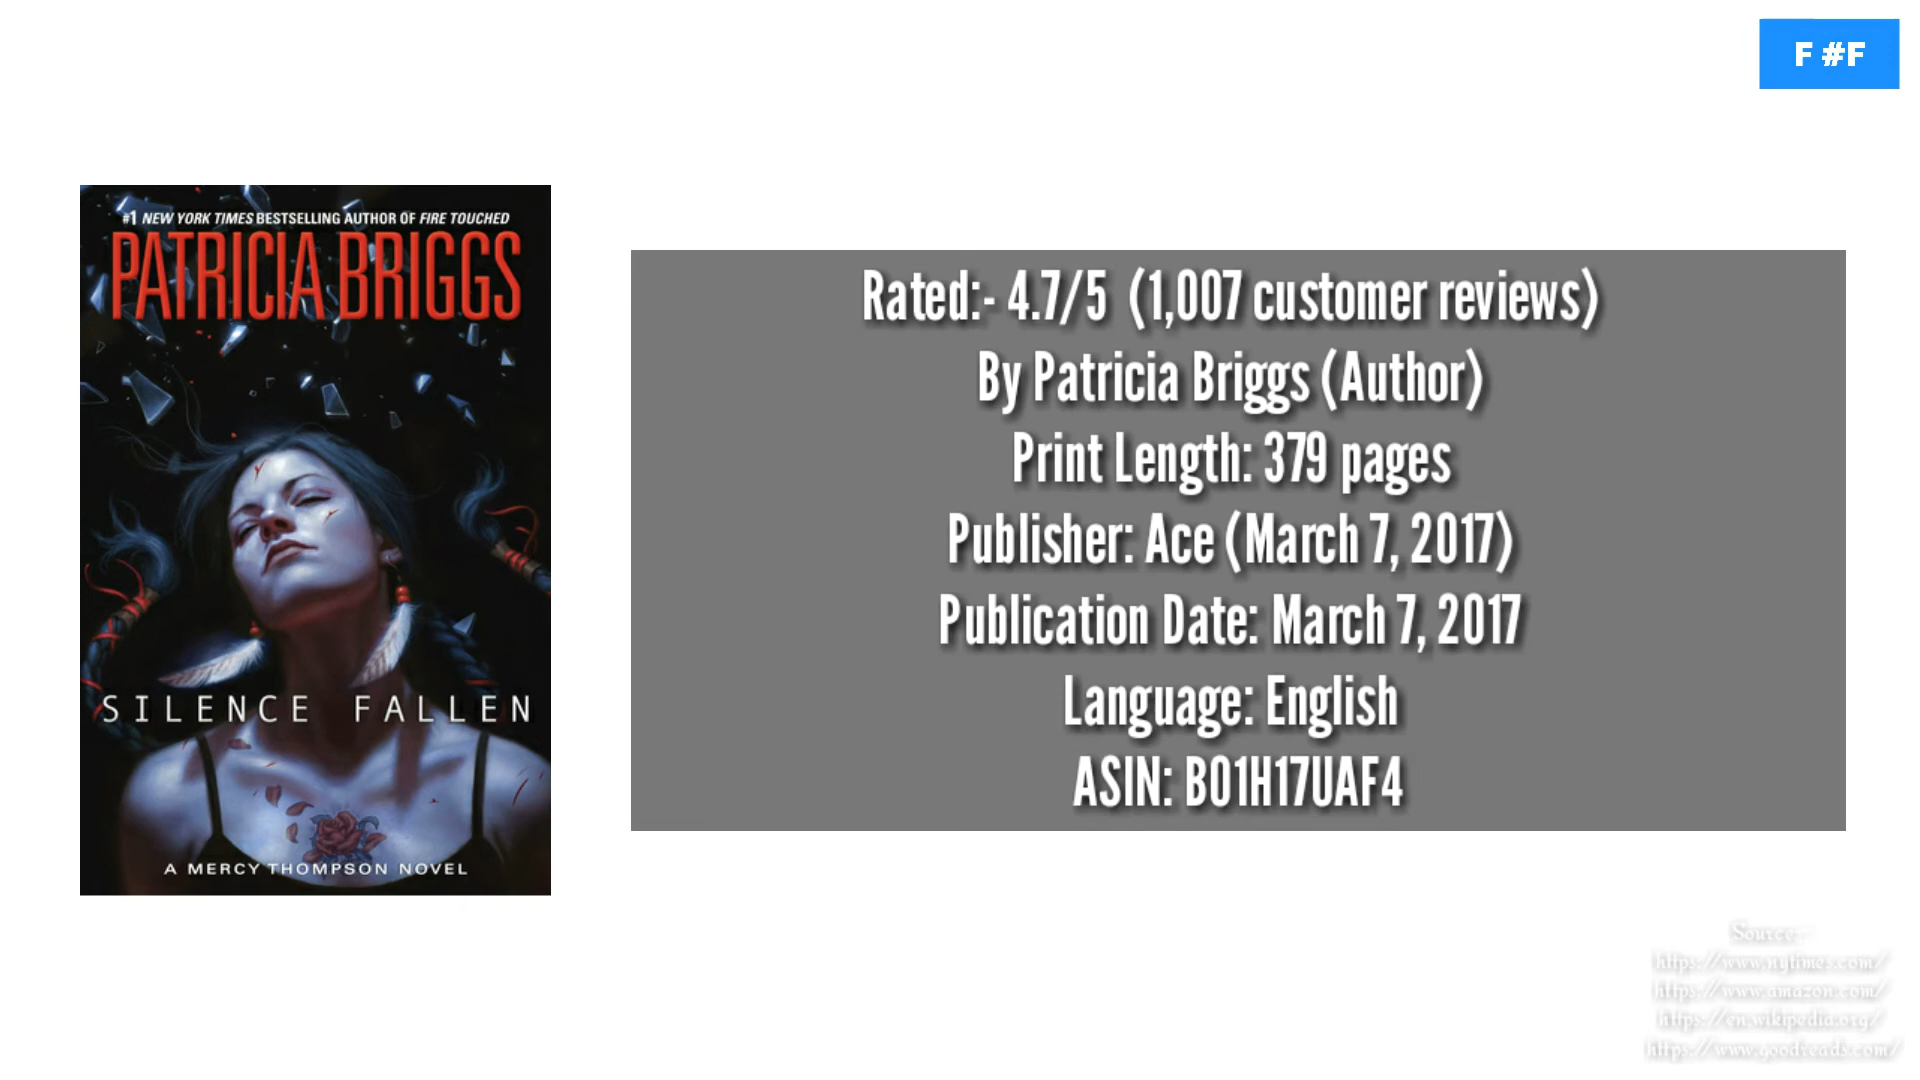 F #F
#1 NEW YORK TIMES BESTSELLING AUTHOR OF FIRE TOUCHED
PATRICIA BRIGGS
SILENCE FALLEN
A MERCY THOMPSON NOVEL
Rated:- 4.7/5 (1,007 customer reviews)
By Patricia Briggs (Author)
Print Length: 379 pages
Publisher: Ace (March 7, 2017)
Publication Date: March 7, 2017
Language: English
ASIN: B01H17UAF4
Source:-
https://www.nytimes.com/
https://www.amazon.com/
https://en.wikipedia.org/
https://www.goodreads.com/